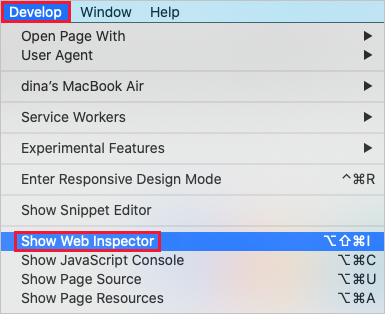 Develop Window Help
Open Page With ▶
User Agent ▶
dina's MacBook Air ▶
Service Workers ▶
Experimental Features ▶
Enter Responsive Design Mode ^⌘R
Show Snippet Editor
Show Web Inspector ⌥⇧⌘I
Show JavaScript Console ⌥⌘C
Show Page Source ⌥⌘U
Show Page Resources ⌥⌘A